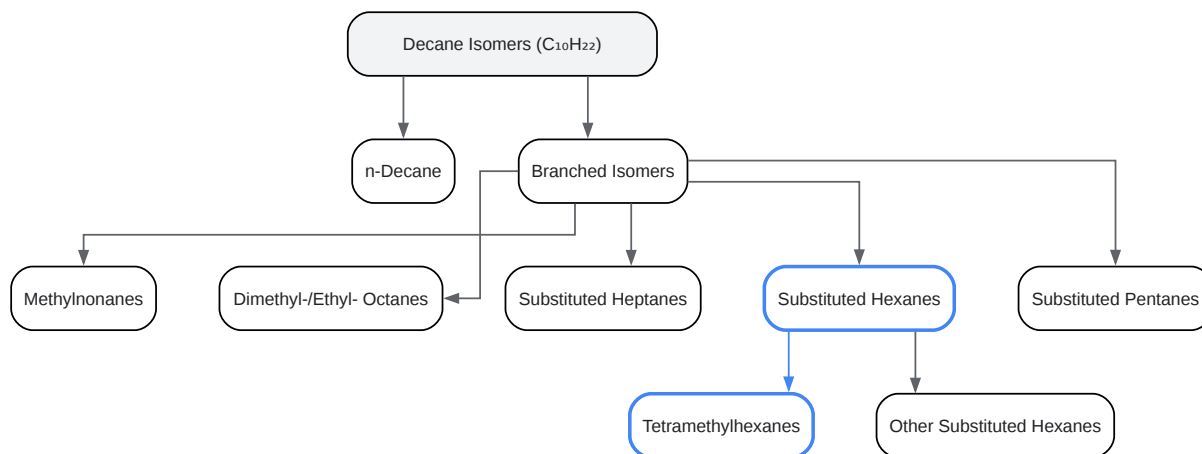 Decane Isomers (C₁₀H₂₂)
n-Decane
Branched Isomers
Methylnonanes
Dimethyl-/Ethyl- Octanes
Substituted Heptanes
Substituted Hexanes
Substituted Pentanes
Tetramethylhexanes
Other Substituted Hexanes